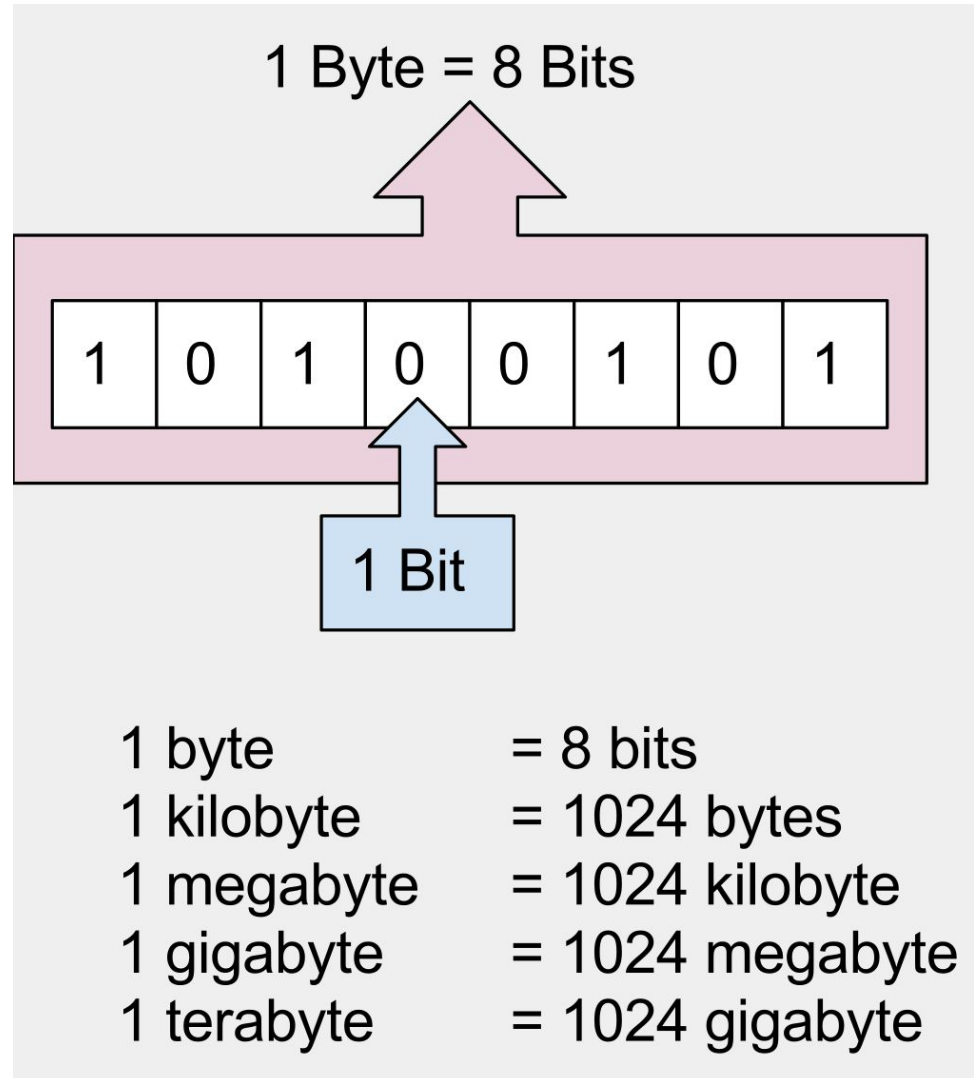 1 Byte = 8 Bits
1 0 1 0 0 1 0 1
1 Bit
1 byte = 8 bits
1 kilobyte = 1024 bytes
1 megabyte = 1024 kilobyte
1 gigabyte = 1024 megabyte
1 terabyte = 1024 gigabyte